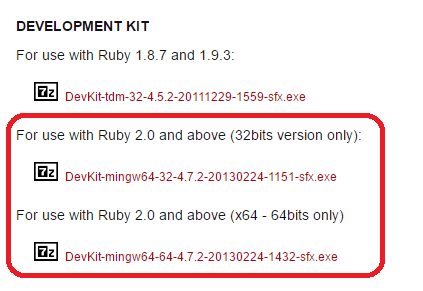 DEVELOPMENT KIT
For use with Ruby 1.8.7 and 1.9.3:
7z DevKit-tdm-32-4.5.2-20111229-1559-sfx.exe
For use with Ruby 2.0 and above (32bits version only):
7z DevKit-mingw64-32-4.7.2-20130224-1151-sfx.exe
For use with Ruby 2.0 and above (x64 - 64bits only)
7z DevKit-mingw64-64-4.7.2-20130224-1432-sfx.exe